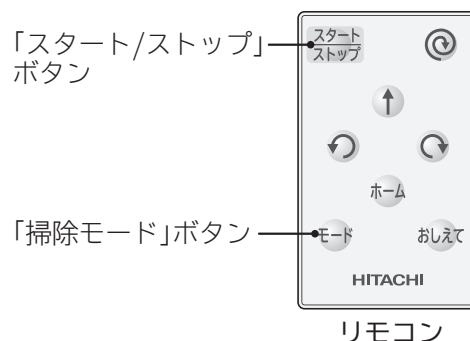 「スタート/ストップ」
ボタン
スタート
ストップ
ホーム
「掃除モード」ボタン
モード
おしえて
HITACHI
リモコン